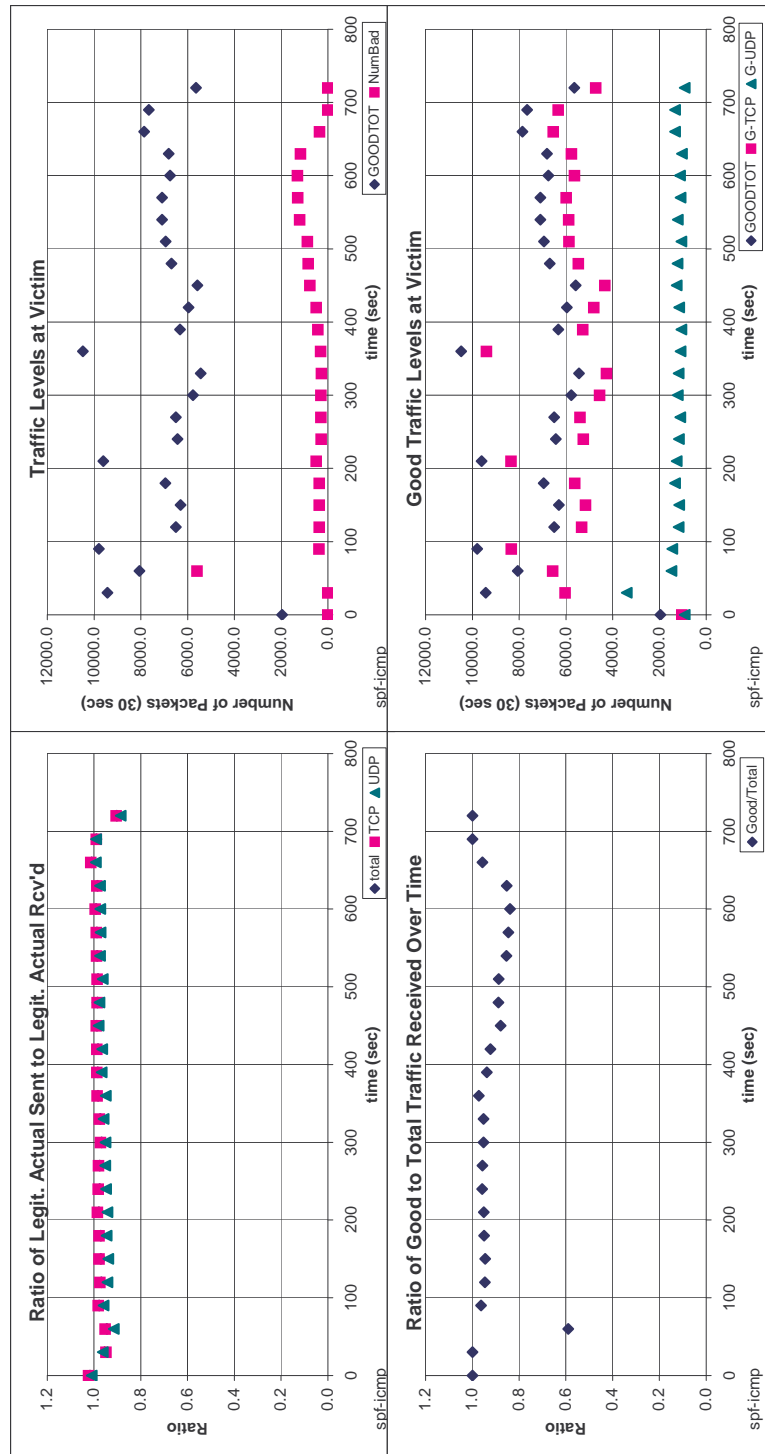 Ratio of Legit. Actual Sent to Legit. Actual Rcv'd
1.2
1.0
0.8
0.6
0.4
0.2
0.0
Ratio
0 100 200 300 400 500 600 700 800
time (sec)
spf-icmp
total TCP UDP
Traffic Levels at Victim
12000.0
10000.0
8000.0
6000.0
4000.0
2000.0
0.0
Number of Packets (30 sec)
0 100 200 300 400 500 600 700 800
time (sec)
spf-icmp
GOODTOT NumBad
Ratio of Good to Total Traffic Received Over Time
1.2
1.0
0.8
0.6
0.4
0.2
0.0
Ratio
0 100 200 300 400 500 600 700 800
time (sec)
spf-icmp
Good/Total
Good Traffic Levels at Victim
12000.0
10000.0
8000.0
6000.0
4000.0
2000.0
0.0
Number of Packets (30 sec)
0 100 200 300 400 500 600 700 800
time (sec)
spf-icmp
GOODTOT G-TCP G-UDP